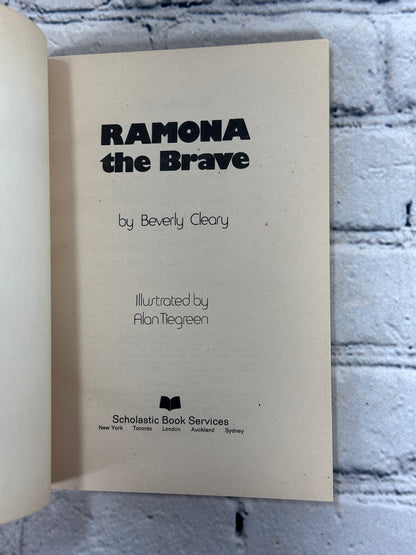 RAMONA
the Brave
by Beverly Cleary
Illustrated by
Alan Tiegreen
Scholastic Book Services
New York Toronto London Auckland Sydney